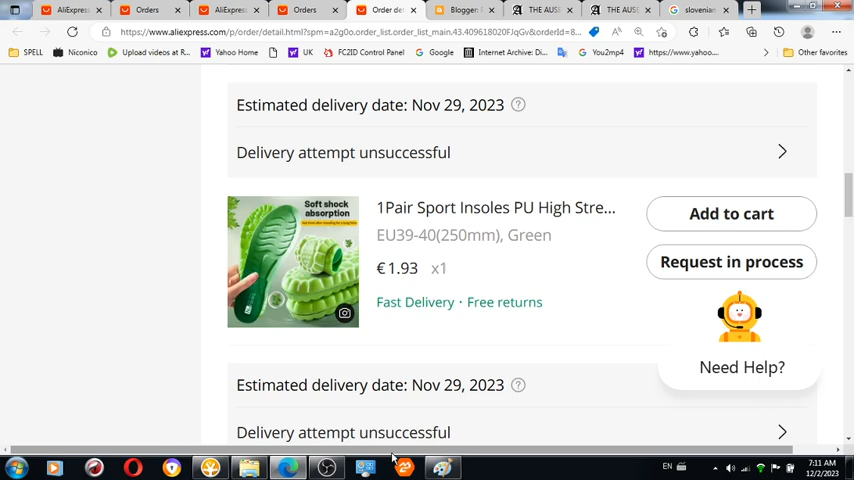 AliExpres
Orders
AliExpres
Orders
Order de
Blogger:
THE AUS
THE AUS
slovenian
https://www.aliexpress.com/p/order/detail.html?spm=a2g0o.order_list.order_list_main.43.409618020FJqGv&orderId=8...
SPELL
Niconico
Upload videos at R...
Yahoo Home
UK
FC2ID Control Panel
Google
Internet Archive: Di...
You2mp4
https://www.yahoo....
Other favorites
Estimated delivery date: Nov 29, 2023
Delivery attempt unsuccessful
Soft shock
absorption
1Pair Sport Insoles PU High Stre...
EU39-40(250mm), Green
€1.93 x1
Fast Delivery · Free returns
Add to cart
Request in process
Need Help?
Estimated delivery date: Nov 29, 2023
Delivery attempt unsuccessful
EN
7:11 AM
12/2/2023